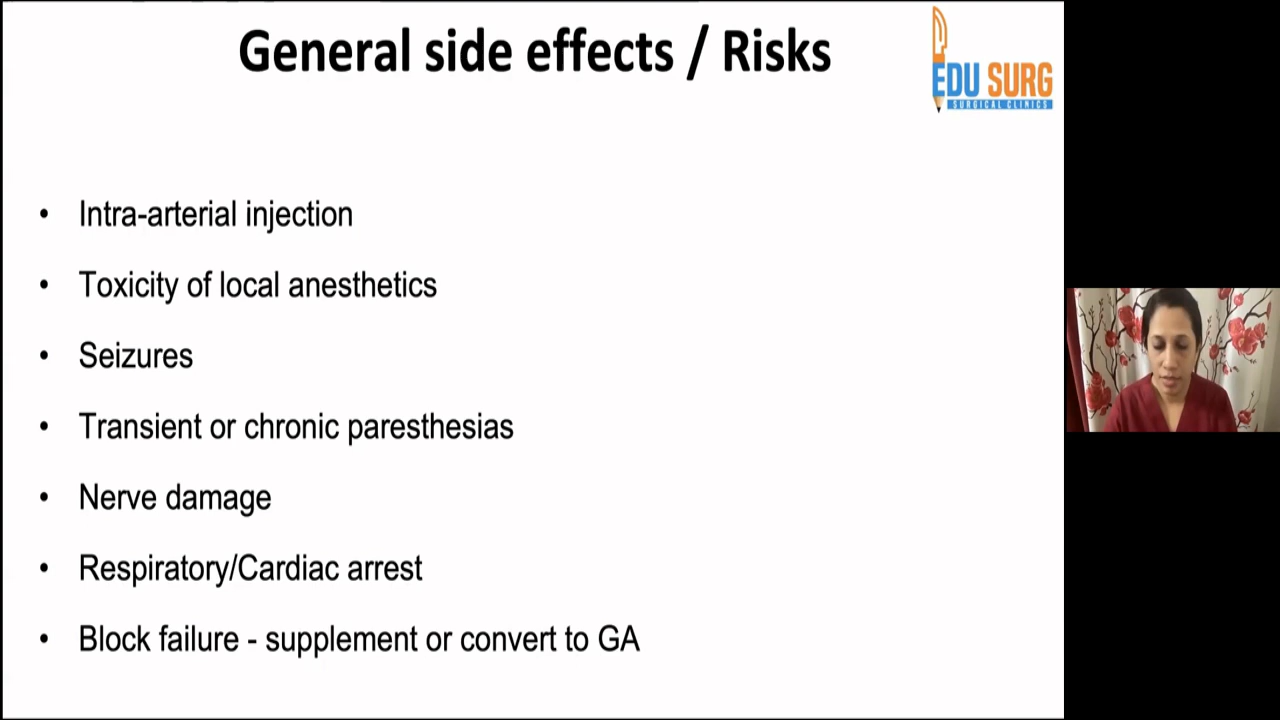 General side effects / Risks
EDU SURG
SURGICAL CLINICS
• Intra-arterial injection
• Toxicity of local anesthetics
• Seizures
• Transient or chronic paresthesias
• Nerve damage
• Respiratory/Cardiac arrest
• Block failure - supplement or convert to GA